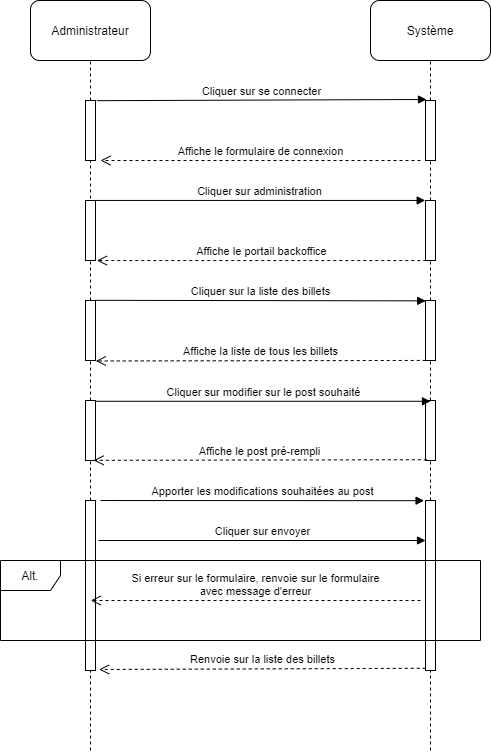 Administrateur
Système
Cliquer sur se connecter
Affiche le formulaire de connexion
Cliquer sur administration
Affiche le portail backoffice
Cliquer sur la liste des billets
Affiche la liste de tous les billets
Cliquer sur modifier sur le post souhaité
Affiche le post pré-rempli
Apporter les modifications souhaitées au post
Cliquer sur envoyer
Alt.
Si erreur sur le formulaire, renvoie sur le formulaire
avec message d'erreur
Renvoie sur la liste des billets